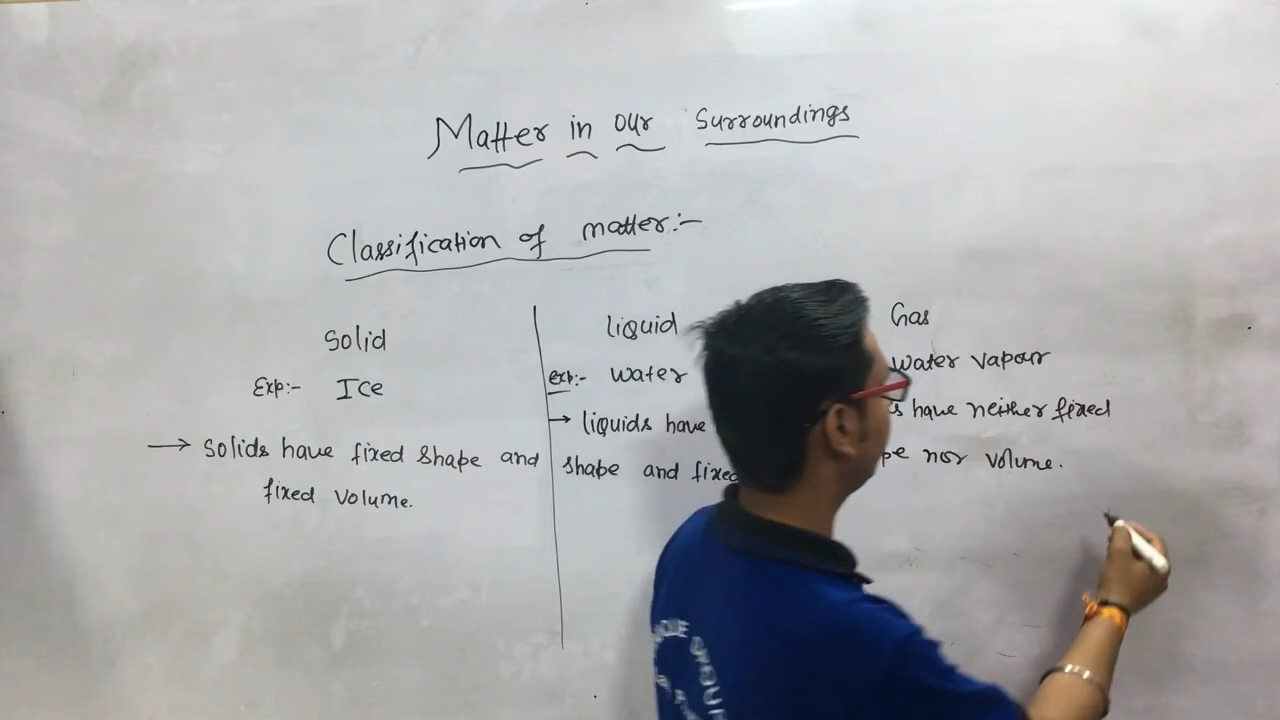 Matter in our Surroundings
Classification of matter:-
Solid
Exp:- Ice
→ Solids have fixed shape and
fixed volume.
liquid
Exp:- Water
→ liquids have
shape and fixed
Gas
Water vapour
have neither fixed
nor volume.